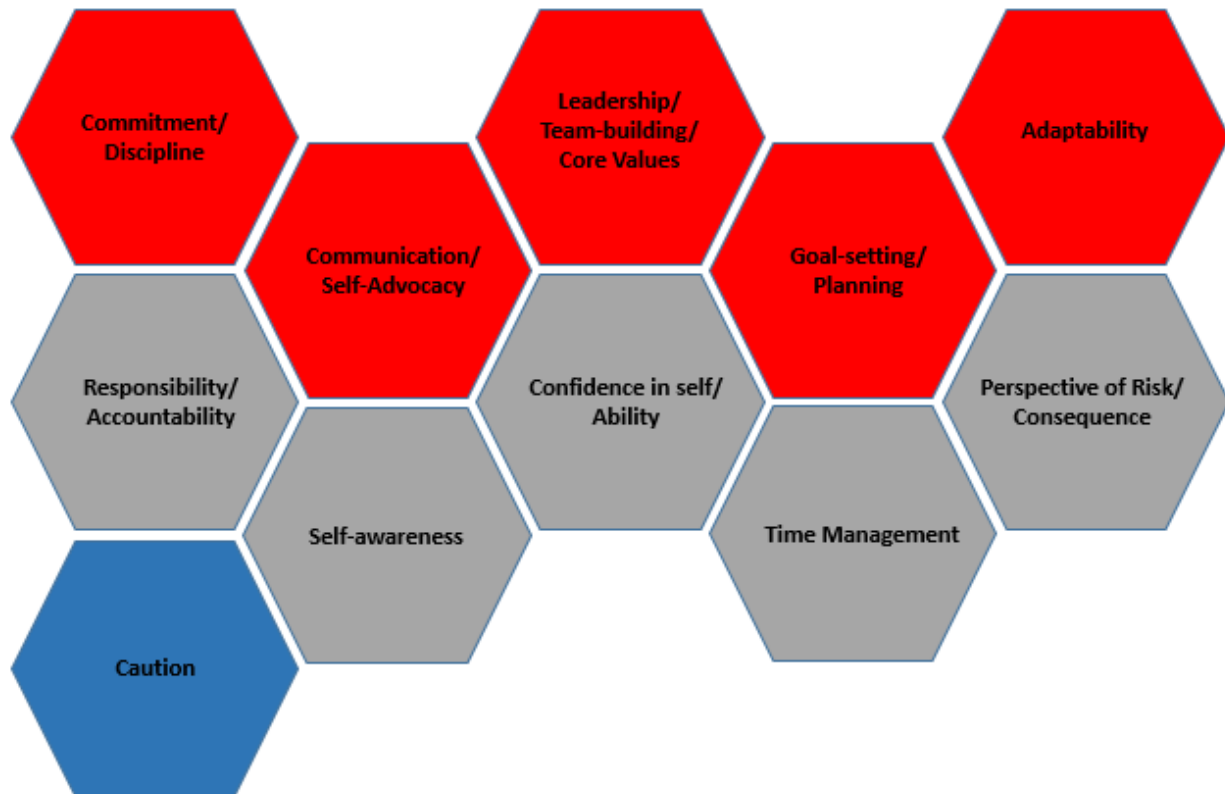 Commitment/
Discipline
Leadership/
Team-building/
Core Values
Adaptability
Communication/
Self-Advocacy
Goal-setting/
Planning
Responsibility/
Accountability
Confidence in self/
Ability
Perspective of Risk/
Consequence
Self-awareness
Time Management
Caution